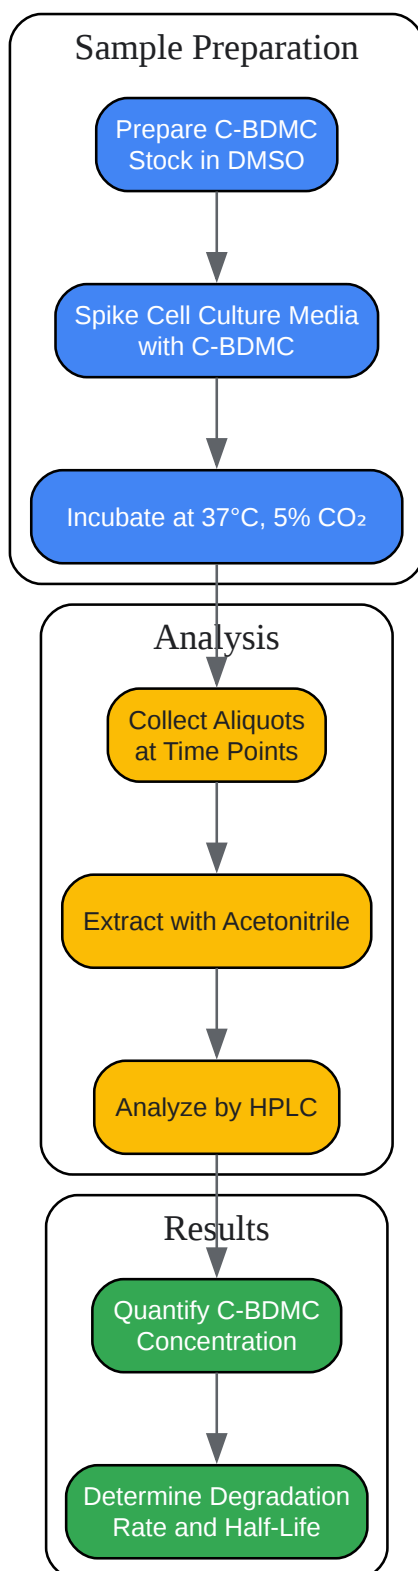 Sample Preparation
Prepare C-BDMC
Stock in DMSO
Spike Cell Culture Media
with C-BDMC
Incubate at 37°C, 5% CO₂
Analysis
Collect Aliquots
at Time Points
Extract with Acetonitrile
Analyze by HPLC
Results
Quantify C-BDMC
Concentration
Determine Degradation
Rate and Half-Life